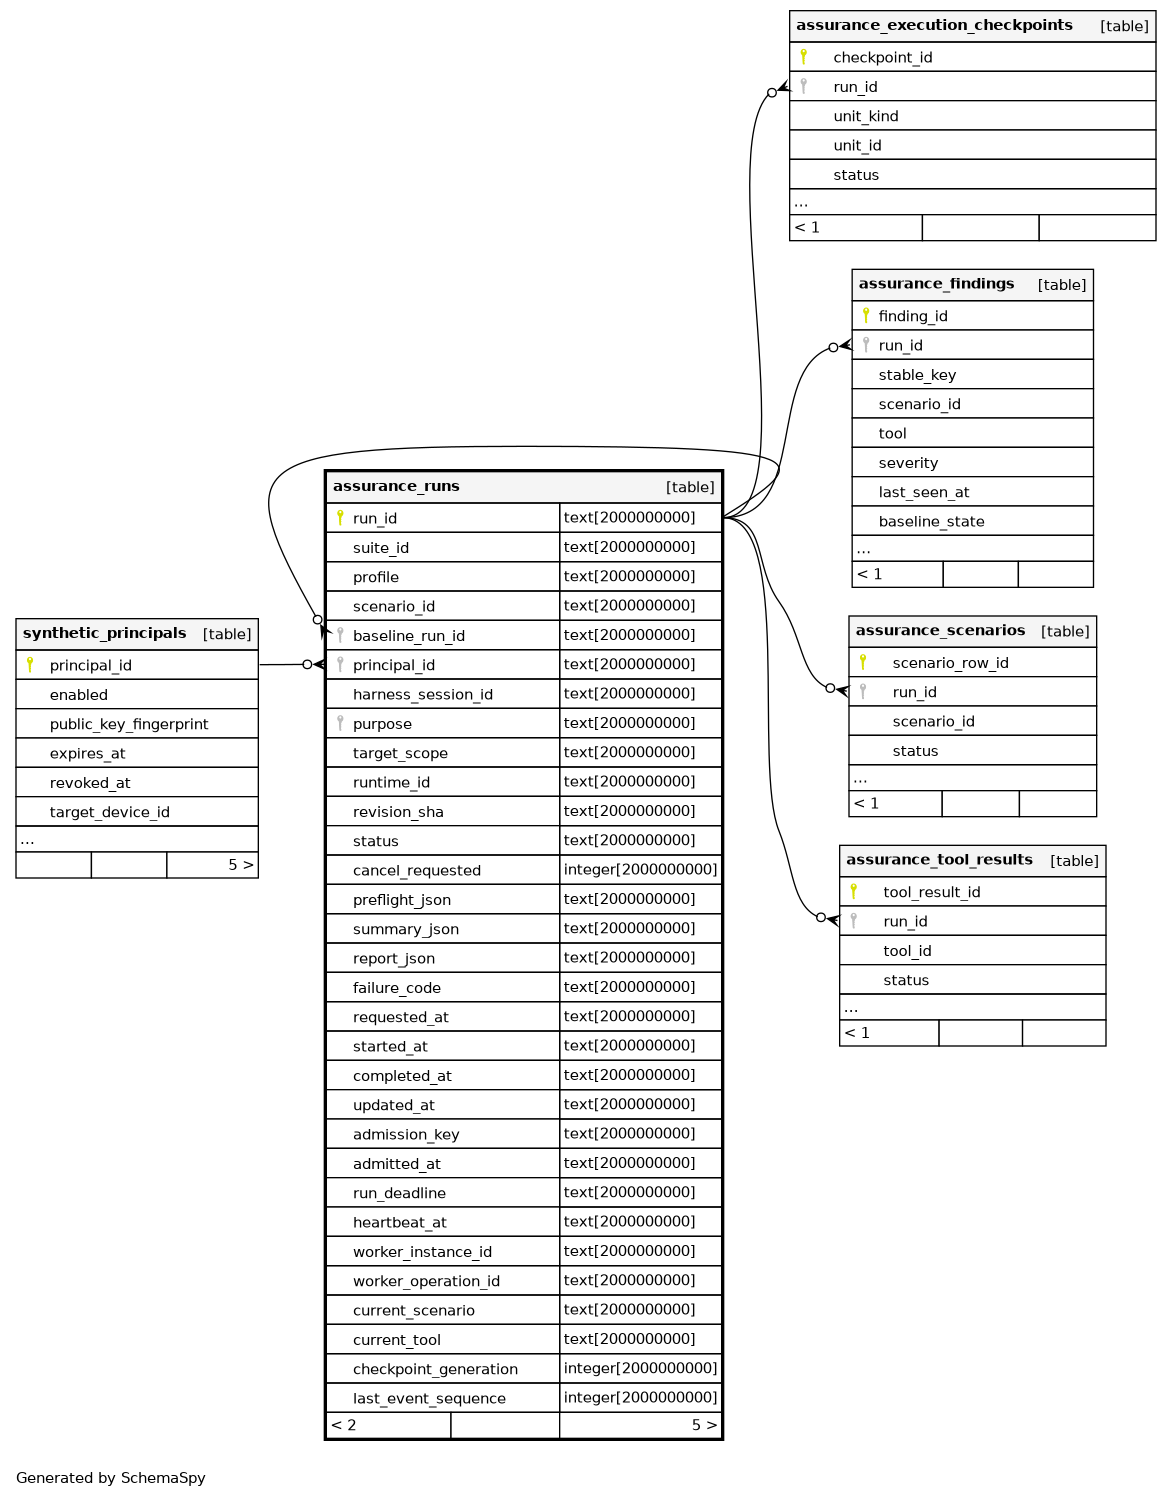 assurance_execution_checkpoints [table]
checkpoint_id
run_id
unit_kind
unit_id
status
...
< 1
assurance_findings [table]
finding_id
run_id
stable_key
scenario_id
tool
severity
last_seen_at
baseline_state
...
< 1
assurance_runs [table]
run_id text[2000000000]
suite_id text[2000000000]
profile text[2000000000]
scenario_id text[2000000000]
baseline_run_id text[2000000000]
principal_id text[2000000000]
harness_session_id text[2000000000]
purpose text[2000000000]
target_scope text[2000000000]
runtime_id text[2000000000]
revision_sha text[2000000000]
status text[2000000000]
cancel_requested integer[2000000000]
preflight_json text[2000000000]
summary_json text[2000000000]
report_json text[2000000000]
failure_code text[2000000000]
requested_at text[2000000000]
started_at text[2000000000]
completed_at text[2000000000]
updated_at text[2000000000]
admission_key text[2000000000]
admitted_at text[2000000000]
run_deadline text[2000000000]
heartbeat_at text[2000000000]
worker_instance_id text[2000000000]
worker_operation_id text[2000000000]
current_scenario text[2000000000]
current_tool text[2000000000]
checkpoint_generation integer[2000000000]
last_event_sequence integer[2000000000]
< 2 5 >
synthetic_principals [table]
principal_id
enabled
public_key_fingerprint
expires_at
revoked_at
target_device_id
...
5 >
assurance_scenarios [table]
scenario_row_id
run_id
scenario_id
status
...
< 1
assurance_tool_results [table]
tool_result_id
run_id
tool_id
status
...
< 1
Generated by SchemaSpy